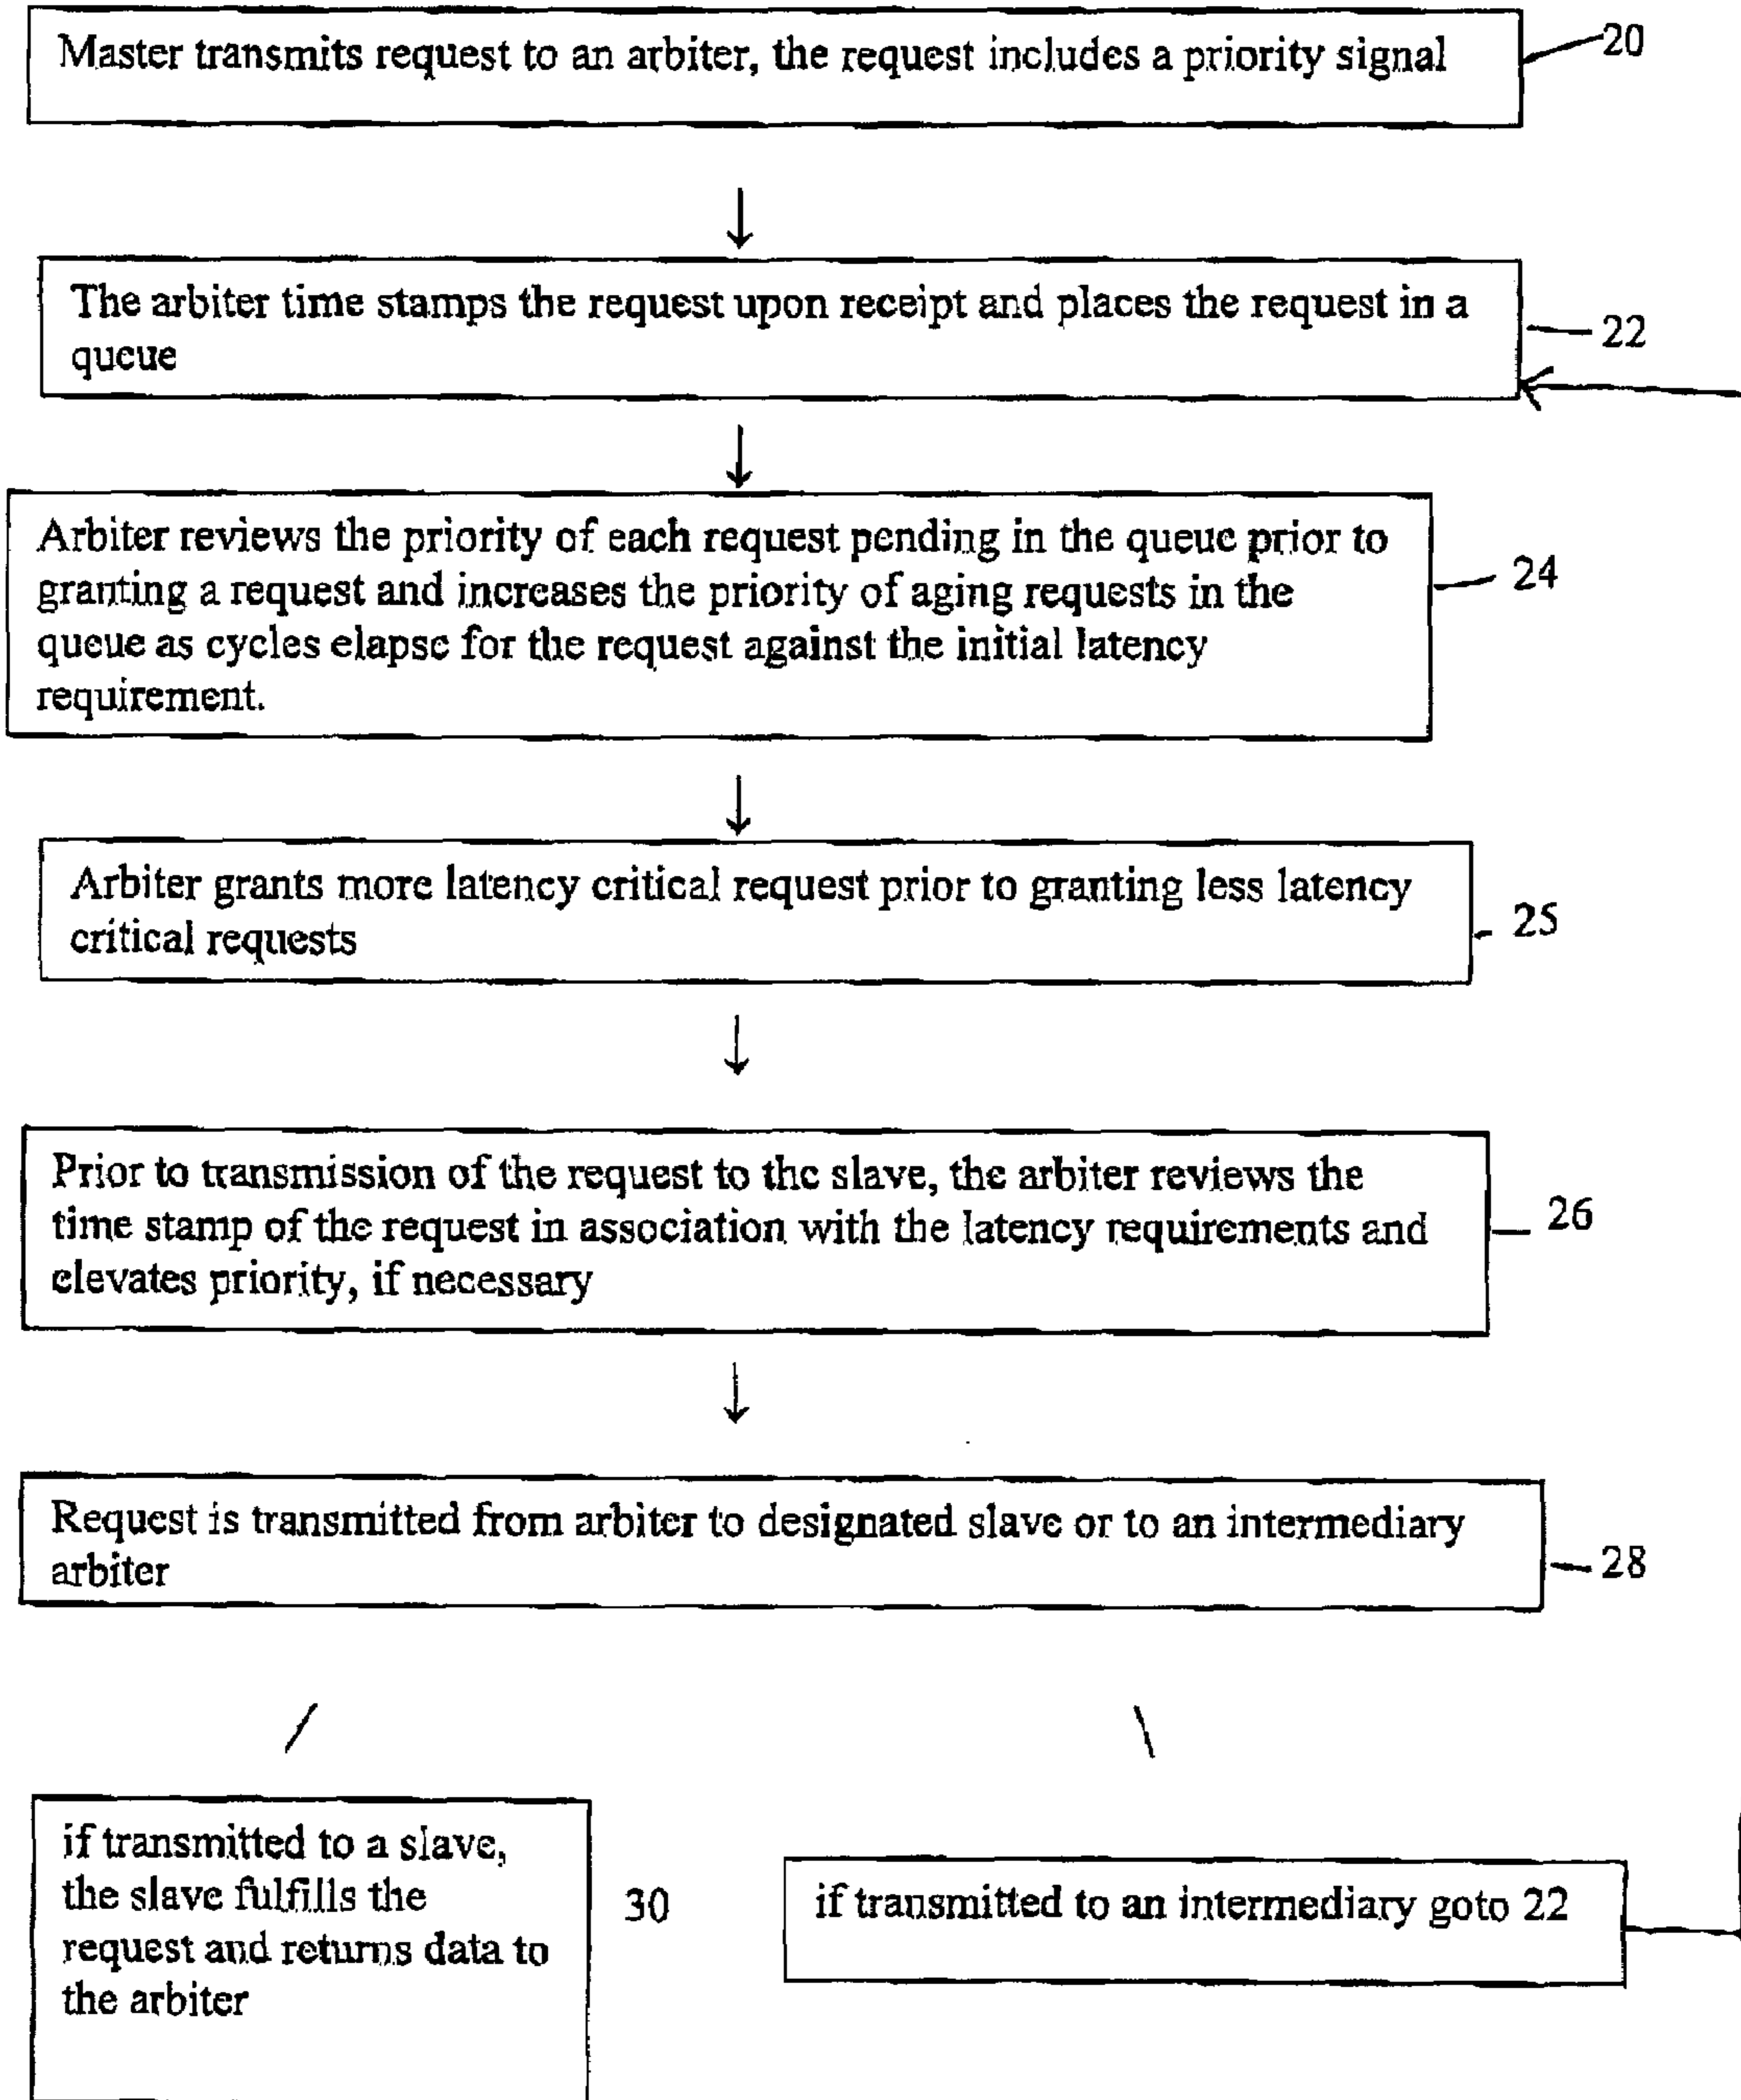 Master transmits request to an arbiter, the request includes a priority signal
20
The arbiter time stamps the request upon receipt and places the request in a
queue
22
Arbiter reviews the priority of each request pending in the queue prior to
granting a request and increases the priority of aging requests in the
queue as cycles elapse for the request against the initial latency
requirement.
24
Arbiter grants more latency critical request prior to granting less latency
critical requests
25
Prior to transmission of the request to the slave, the arbiter reviews the
time stamp of the request in association with the latency requirements and
elevates priority, if necessary
26
Request is transmitted from arbiter to designated slave or to an intermediary
arbiter
28
if transmitted to a slave,
the slave fulfills the
request and returns data to
the arbiter
30
if transmitted to an intermediary goto 22